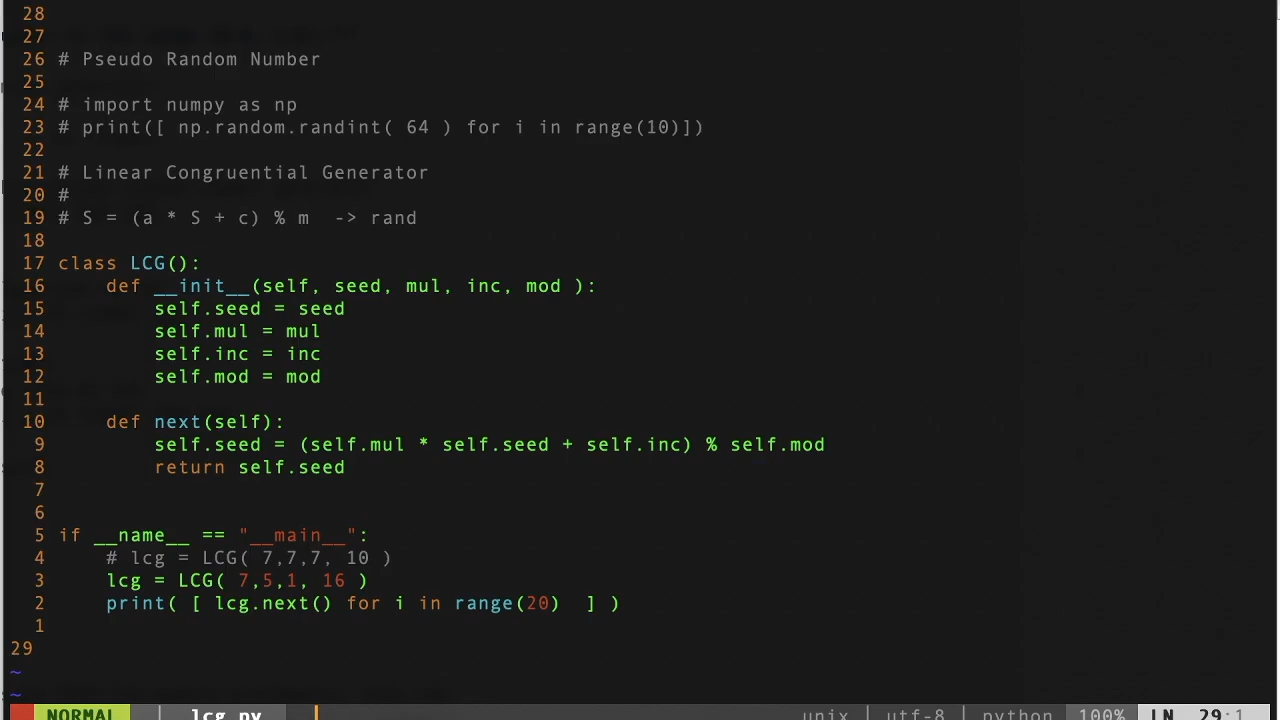 28
27
26 # Pseudo Random Number
25
24 # import numpy as np
23 # print([ np.random.randint( 64 ) for i in range(10)])
22
21 # Linear Congruential Generator
20 #
19 # S = (a * S + c) % m  -> rand
18
17 class LCG():
16     def __init__(self, seed, mul, inc, mod ):
15         self.seed = seed
14         self.mul = mul
13         self.inc = inc
12         self.mod = mod
11
10     def next(self):
9         self.seed = (self.mul * self.seed + self.inc) % self.mod
8         return self.seed
7
6
5 if __name__ == "__main__":
4     # lcg = LCG( 7,7,7, 10 )
3     lcg = LCG( 7,5,1, 16 )
2     print( [ lcg.next() for i in range(20)  ] )
1
29
~
~
NORMAL | lcg.py unix | utf-8 | python 100% LN 29:1